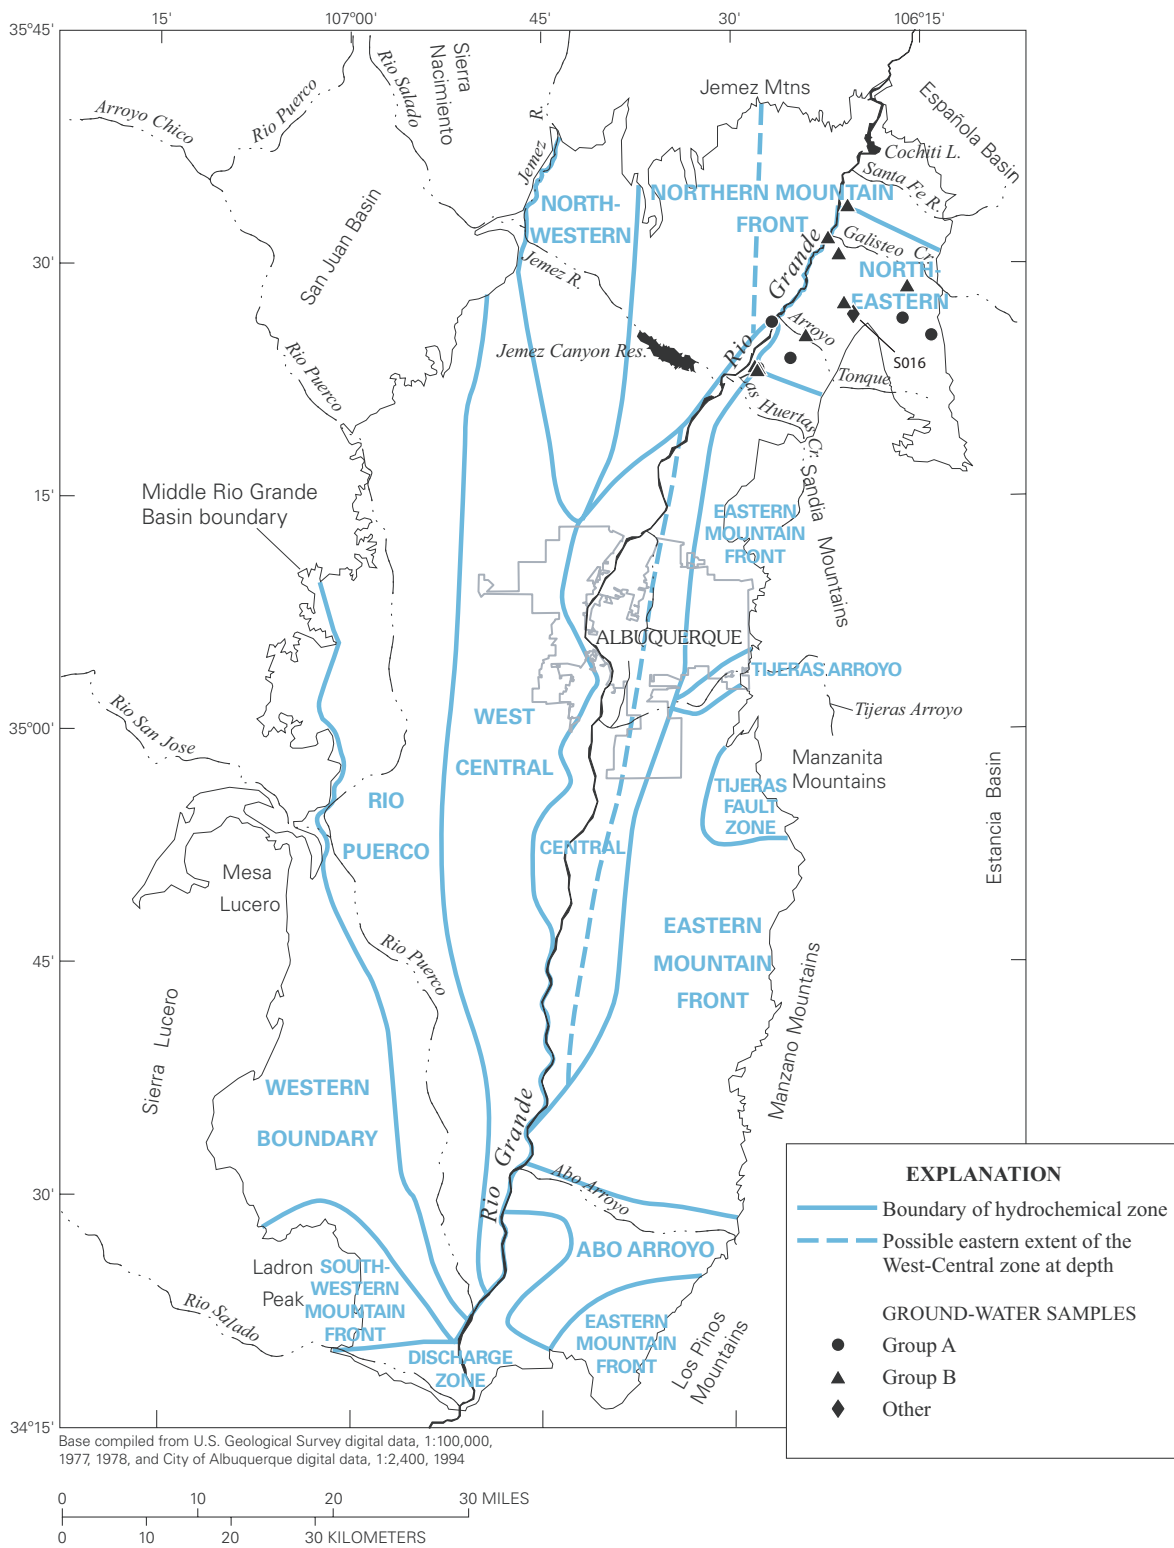 15'
107°00'
45'
30'
106°15'
35°45'
Sierra
Nacimiento
Rio Salado
Rio Puerco
Arroyo Chico
Jemez R.
Jemez Mtns
Española Basin
Cochiti L.
Santa Fe R.
San Juan Basin
NORTH-
WESTERN
NORTHERN MOUNTAIN
FRONT
Galisteo Cr.
NORTH-
EASTERN
30'
Jemez R.
Rio Grande
Arroyo
Tonque
S016
Jemez Canyon Res.
Rio Puerco
Las Huertas Cr.
Sandia Mountains
15'
Middle Rio Grande
Basin boundary
EASTERN
MOUNTAIN
FRONT
ALBUQUERQUE
TIJERAS ARROYO
Tijeras Arroyo
Rio San Jose
35°00'
WEST
CENTRAL
Manzanita
Mountains
TIJERAS
FAULT
ZONE
Estancia Basin
RIO
PUERCO
CENTRAL
Mesa
Lucero
EASTERN
MOUNTAIN
FRONT
Rio Puerco
45'
Sierra Lucero
Manzano Mountains
WESTERN
BOUNDARY
Rio Grande
30'
Abo Arroyo
ABO ARROYO
Ladron
Peak
SOUTH-
WESTERN
MOUNTAIN
FRONT
Rio Salado
EASTERN
MOUNTAIN
FRONT
Los Pinos
Mountains
DISCHARGE
ZONE
34°15'
EXPLANATION
Boundary of hydrochemical zone
Possible eastern extent of the
West-Central zone at depth
GROUND-WATER SAMPLES
Group A
Group B
Other
Base compiled from U.S. Geological Survey digital data, 1:100,000,
1977, 1978, and City of Albuquerque digital data, 1:2,400, 1994
0 10 20 30 MILES
0 10 20 30 KILOMETERS